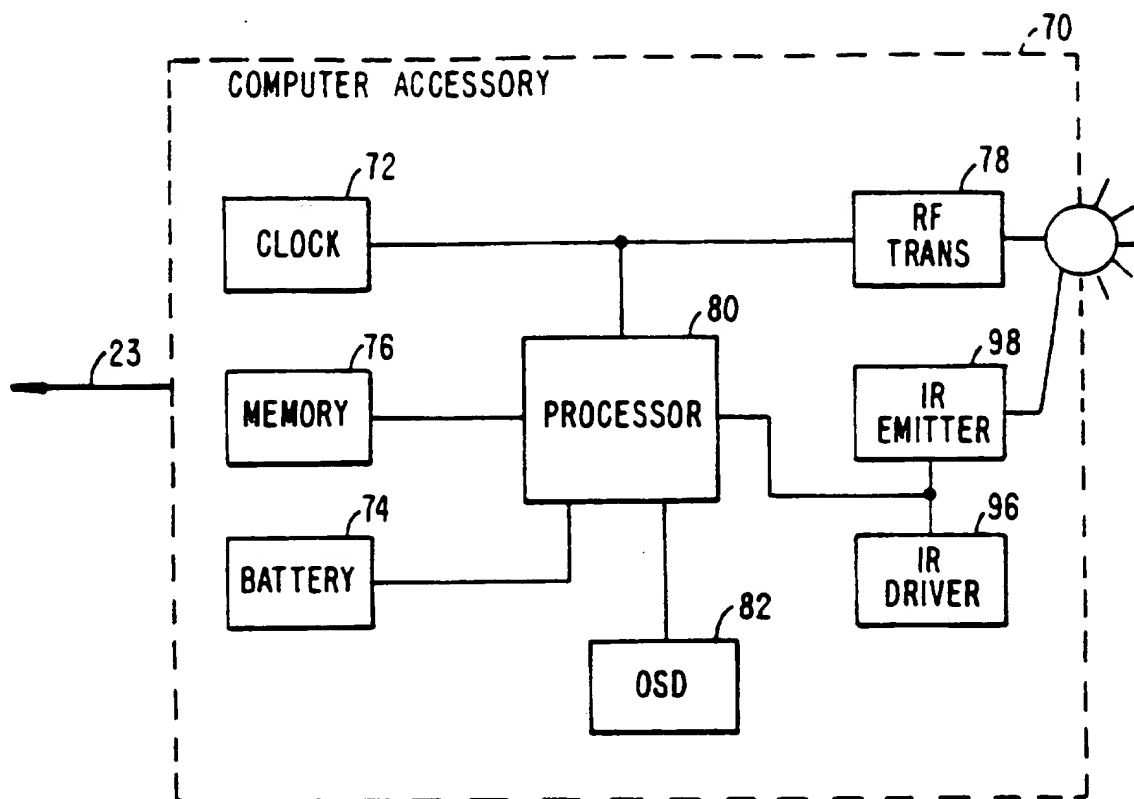 70
COMPUTER ACCESSORY
72
CLOCK
78
RF
TRANS
80
PROCESSOR
23
76
MEMORY
98
IR
EMITTER
74
BATTERY
96
IR
DRIVER
82
OSD